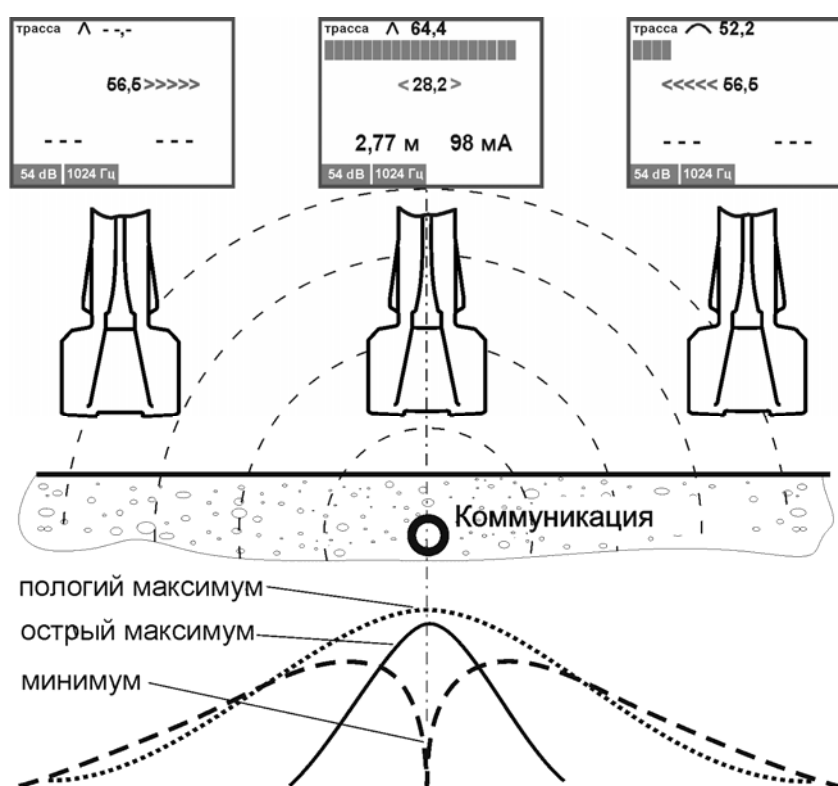 трасса Λ - -,-
56,5 >>>>>
- - - - - -
54 dB 1024 Гц
трасса Λ 64,4
< 28,2 >
2,77 м 98 мА
54 dB 1024 Гц
трасса ⌒ 52,2
<<<<< 56,5
- - - - - -
54 dB 1024 Гц
Коммуникация
пологий максимум
острый максимум
минимум